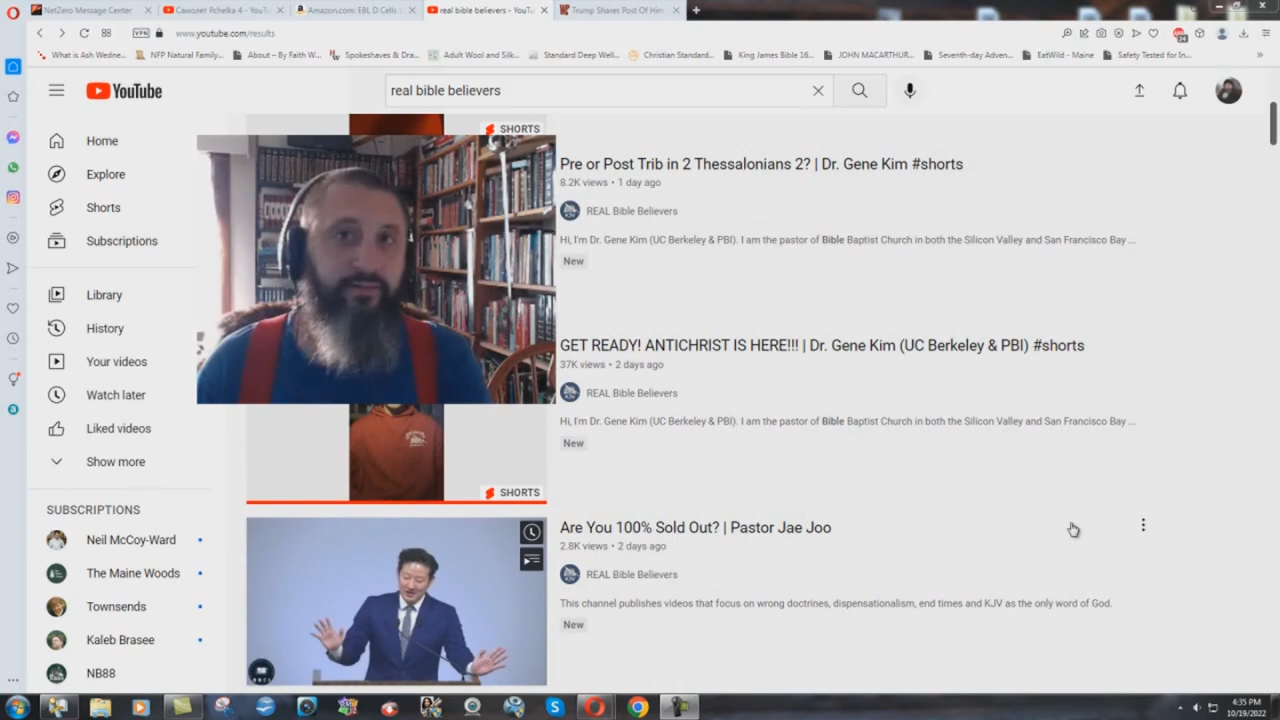 NetZero Message Center
Самолет Pchelka 4 - YouTu
Amazon.com: EBL D Cells
real bible believers - YouT
Trump Shares Post Of Him
88
VPN
www.youtube.com/results
What is Ash Wedne...
NFP Natural Family...
About – By Faith W...
Spokeshaves & Dra...
Adult Wool and Silk...
Standard Deep Well...
Christian Standard...
King James Bible 16...
JOHN MACARTHUR...
Seventh-day Adven...
EatWild - Maine
Safety Tested for In...
YouTube
real bible believers
Home
Explore
Shorts
Subscriptions
Library
History
Your videos
Watch later
Liked videos
Show more
SUBSCRIPTIONS
Neil McCoy-Ward
The Maine Woods
Townsends
Kaleb Brasee
NB88
SHORTS
Pre or Post Trib in 2 Thessalonians 2? | Dr. Gene Kim #shorts
8.2K views • 1 day ago
REAL Bible Believers
Hi, I'm Dr. Gene Kim (UC Berkeley & PBI). I am the pastor of Bible Baptist Church in both the Silicon Valley and San Francisco Bay ...
New
GET READY! ANTICHRIST IS HERE!!! | Dr. Gene Kim (UC Berkeley & PBI) #shorts
37K views • 2 days ago
REAL Bible Believers
Hi, I'm Dr. Gene Kim (UC Berkeley & PBI). I am the pastor of Bible Baptist Church in both the Silicon Valley and San Francisco Bay ...
New
SHORTS
Are You 100% Sold Out? | Pastor Jae Joo
2.8K views • 2 days ago
REAL Bible Believers
This channel publishes videos that focus on wrong doctrines, dispensationalism, end times and KJV as the only word of God.
New
4:35 PM
10/19/2022